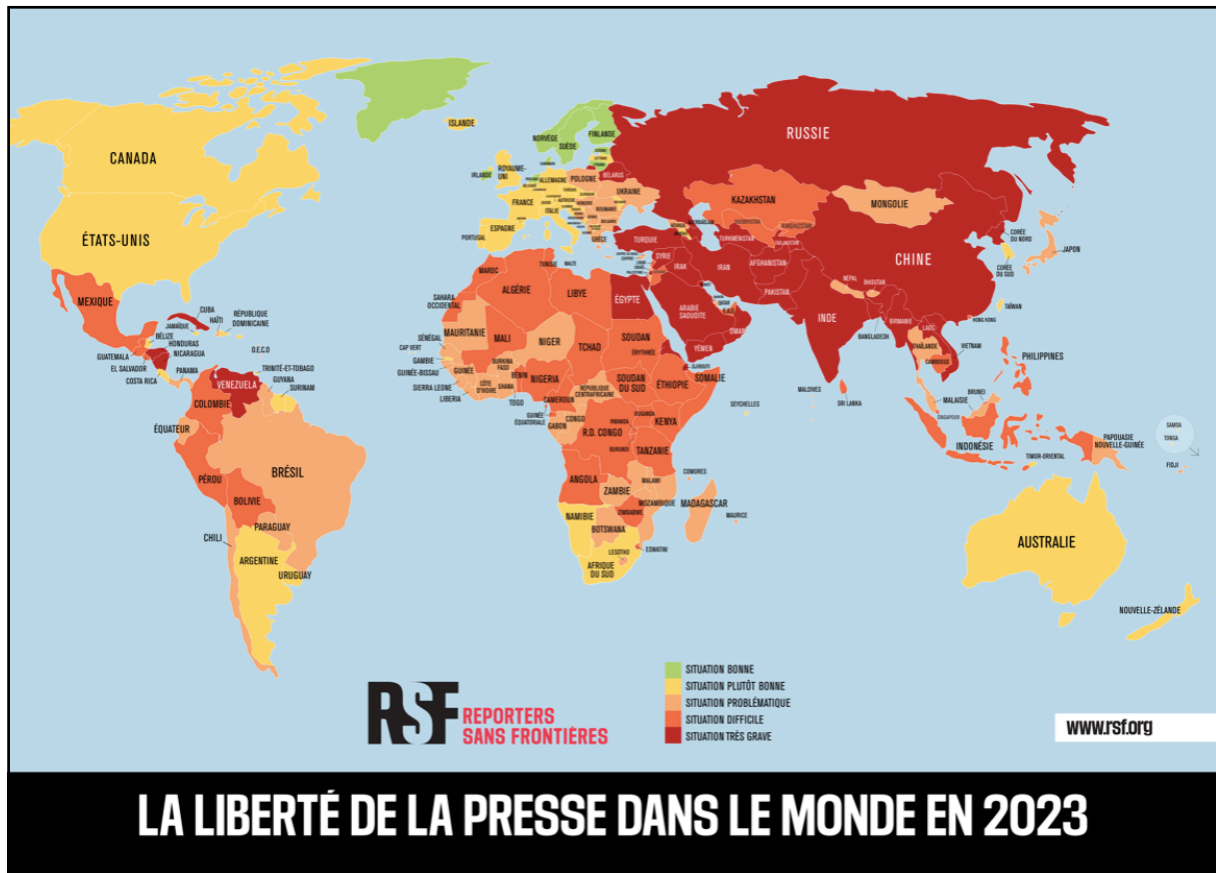 ISLANDE
NORVÈGE
SUÈDE
FINLANDE
RUSSIE
CANADA
IRLANDE
ROYAUME-
UNI
ALLEMAGNE
POLOGNE
BÉLARUS
UKRAINE
KAZAKHSTAN
MONGOLIE
FRANCE
ITALIE
ESPAGNE
PORTUGAL
GRÈCE
MALTE
ÉTATS-UNIS
TURQUIE
TURKMÉNISTAN
CORÉE
DU NORD
JAPON
CORÉE
DU SUD
CHINE
SYRIE
IRAK
IRAN
AFGHANISTAN
PAKISTAN
NÉPAL
BHOUTAN
MAROC
TUNISIE
ALGÉRIE
LIBYE
ÉGYPTE
ARABIE
SAOUDITE
QATAR
OMAN
YÉMEN
INDE
BANGLADESH
BIRMANIE
LAOS
TAÏWAN
HONG KONG
VIETNAM
THAÏLANDE
CAMBODGE
PHILIPPINES
MEXIQUE
CUBA
JAMAÏQUE
HAÏTI
RÉPUBLIQUE
DOMINICAINE
BÉLIZE
HONDURAS
GUATEMALA
NICARAGUA
O.E.C.O
EL SALVADOR
COSTA RICA
PANAMA
TRINITÉ-ET-TOBAGO
GUYANA
SURINAM
VENEZUELA
COLOMBIE
ÉQUATEUR
BRÉSIL
PÉROU
BOLIVIE
PARAGUAY
CHILI
ARGENTINE
URUGUAY
SAHARA
OCCIDENTAL
MAURITANIE
MALI
NIGER
TCHAD
SOUDAN
ÉRYTHRÉE
SÉNÉGAL
CAP VERT
GAMBIE
GUINÉE-BISSAU
GUINÉE
SIERRA LEONE
LIBERIA
CÔTE
D'IVOIRE
BURKINA
FASO
GHANA
TOGO
BÉNIN
NIGERIA
CAMEROUN
GUINÉE
ÉQUATORIALE
GABON
CONGO
RÉPUBLIQUE
CENTRAFRICAINE
SOUDAN
DU SUD
ÉTHIOPIE
DJIBOUTI
SOMALIE
OUGANDA
KENYA
RWANDA
BURUNDI
R.D. CONGO
TANZANIE
SEYCHELLES
COMORES
ANGOLA
ZAMBIE
MALAWI
MOZAMBIQUE
ZIMBABWE
MADAGASCAR
MAURICE
NAMIBIE
BOTSWANA
ESWATINI
LESOTHO
AFRIQUE
DU SUD
MALDIVES
SRI LANKA
MALAISIE
BRUNEI
SINGAPOUR
INDONÉSIE
TIMOR-ORIENTAL
PAPOUASIE
NOUVELLE-GUINÉE
SAMOA
TONGA
FIDJI
AUSTRALIE
NOUVELLE-ZÉLANDE
RSF REPORTERS
SANS FRONTIÈRES
SITUATION BONNE
SITUATION PLUTÔT BONNE
SITUATION PROBLÉMATIQUE
SITUATION DIFFICILE
SITUATION TRÈS GRAVE
www.rsf.org
LA LIBERTÉ DE LA PRESSE DANS LE MONDE EN 2023